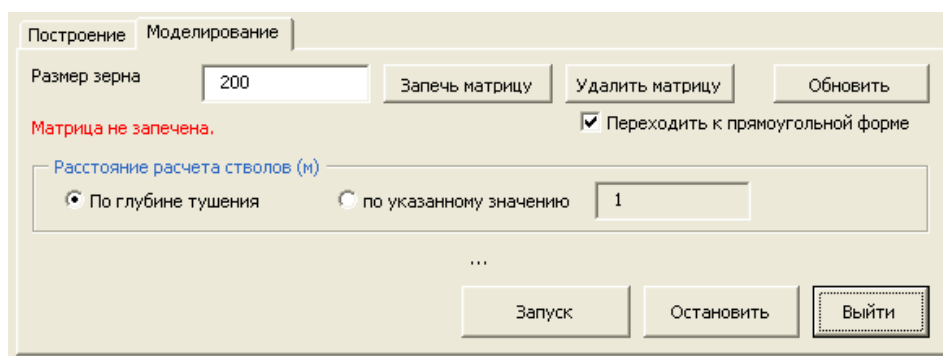 Построение Моделирование
Размер зерна 200 Запечь матрицу Удалить матрицу Обновить
Матрица не запечена. Переходить к прямоугольной форме
Расстояние расчета стволов (м)
По глубине тушения по указанному значению 1
...
Запуск Остановить Выйти